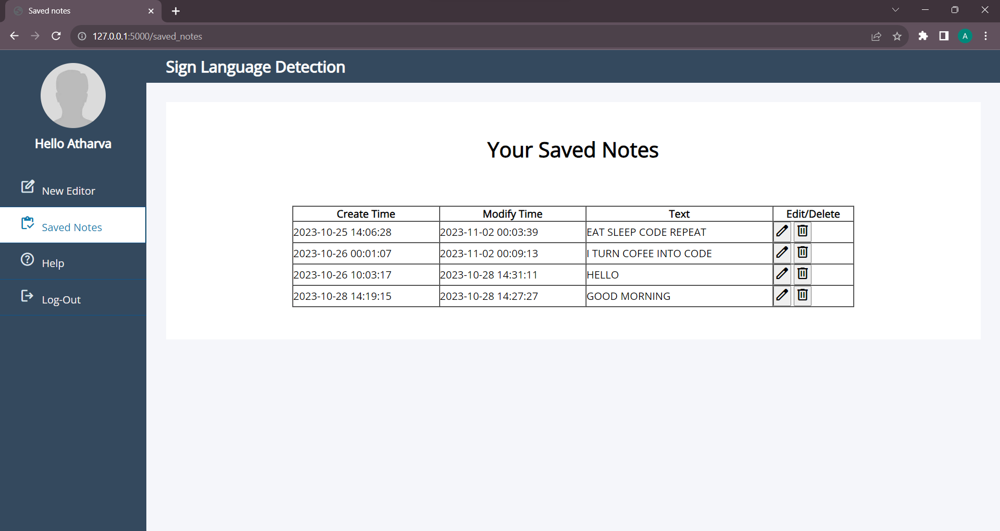 Saved notes
127.0.0.1:5000/saved_notes
A
Sign Language Detection
Hello Atharva
New Editor
Saved Notes
Help
Log-Out
Your Saved Notes
Create Time Modify Time Text Edit/Delete
2023-10-25 14:06:28 2023-11-02 00:03:39 EAT SLEEP CODE REPEAT
2023-10-26 00:01:07 2023-11-02 00:09:13 I TURN COFEE INTO CODE
2023-10-26 10:03:17 2023-10-28 14:31:11 HELLO
2023-10-28 14:19:15 2023-10-28 14:27:27 GOOD MORNING